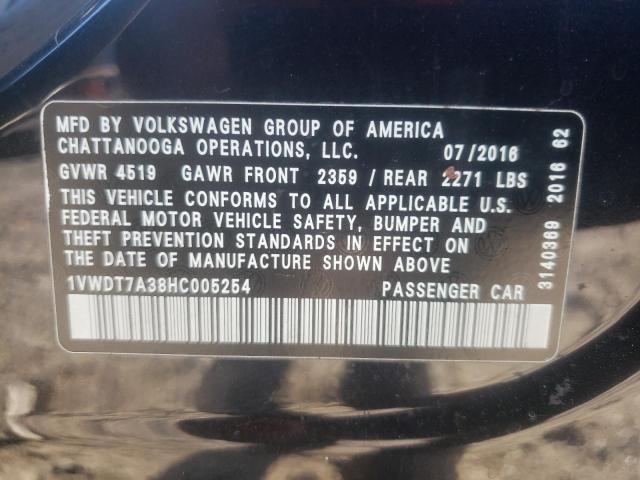 MFD BY VOLKSWAGEN GROUP OF AMERICA
CHATTANOOGA OPERATIONS, LLC. 07/2016
GVWR 4519 GAWR FRONT 2359 / REAR 2271 LBS
THIS VEHICLE CONFORMS TO ALL APPLICABLE U.S.
FEDERAL MOTOR VEHICLE SAFETY, BUMPER AND
THEFT PREVENTION STANDARDS IN EFFECT ON
THE DATE OF MANUFACTURE SHOWN ABOVE
1VWDT7A38HC005254 PASSENGER CAR
3140369 2016 62